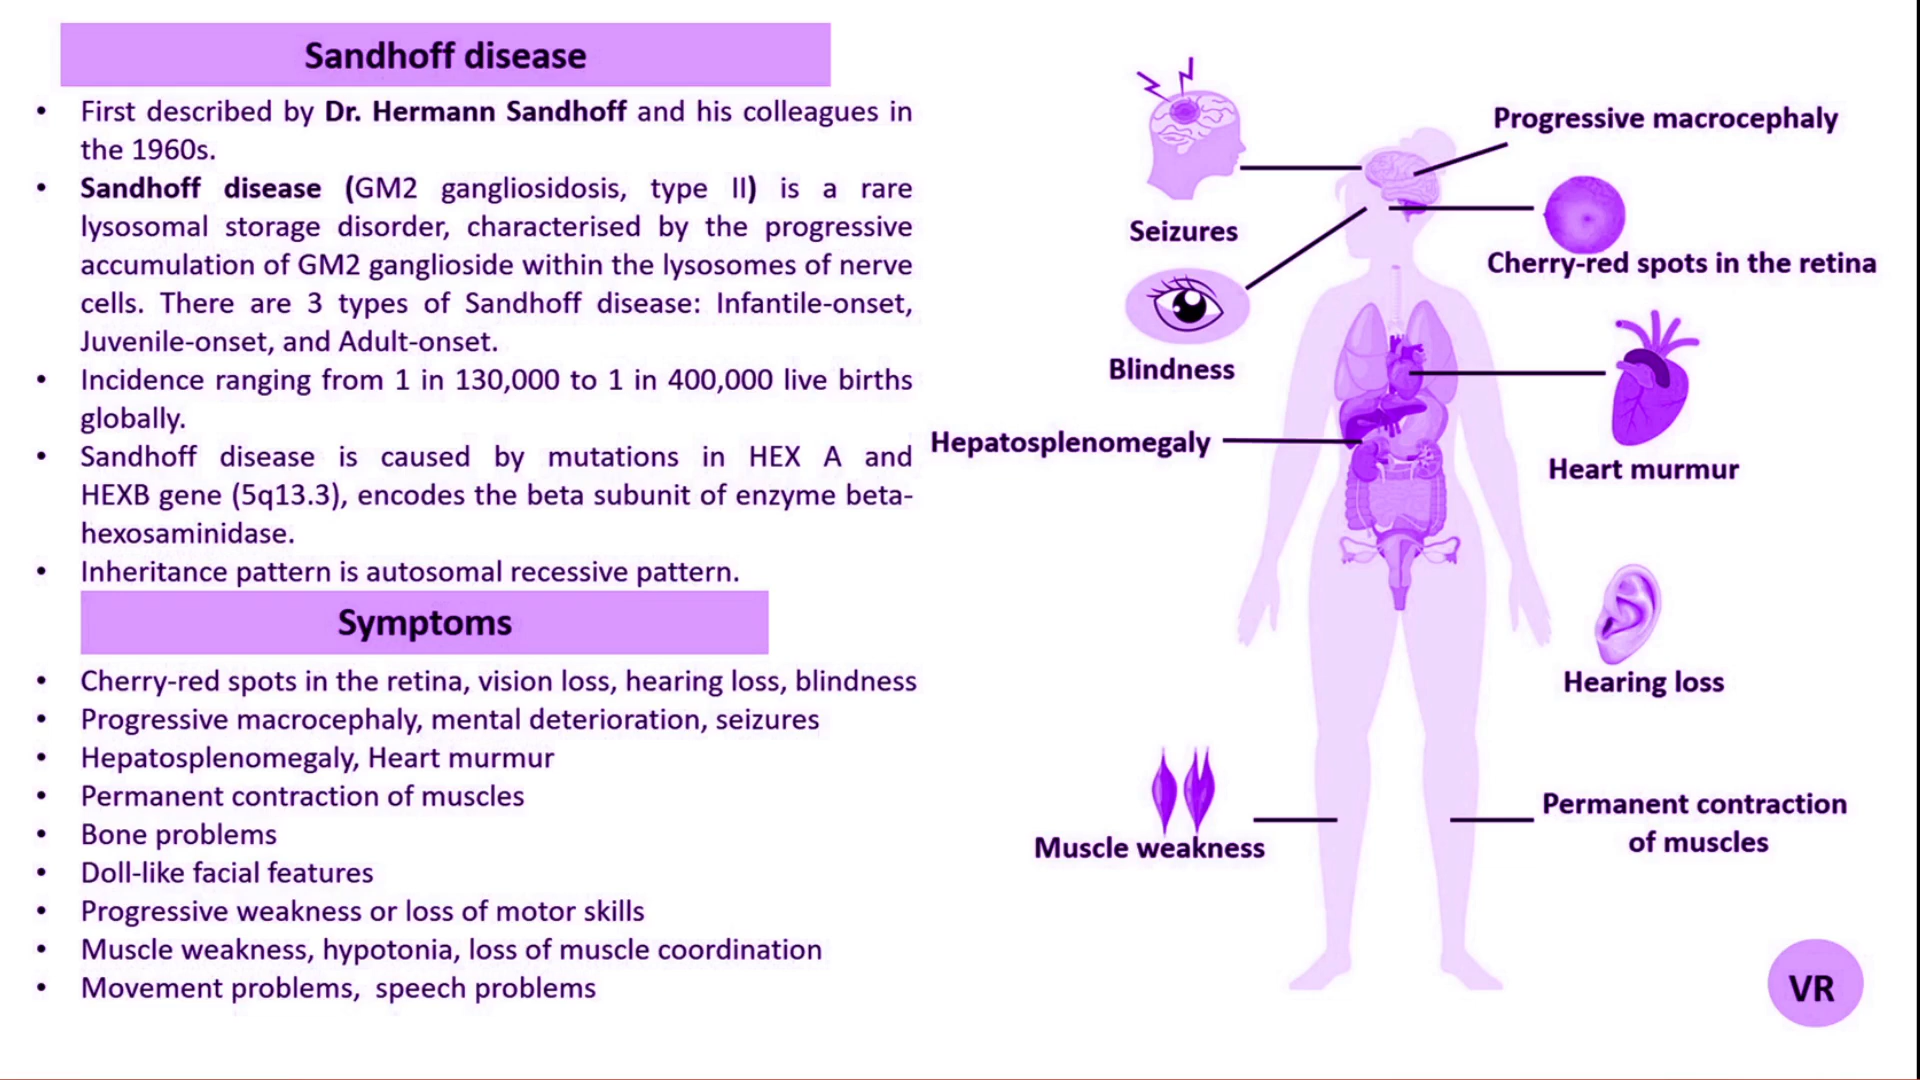 Sandhoff disease
• First described by Dr. Hermann Sandhoff and his colleagues in
the 1960s.
• Sandhoff disease (GM2 gangliosidosis, type II) is a rare
lysosomal storage disorder, characterised by the progressive
accumulation of GM2 ganglioside within the lysosomes of nerve
cells. There are 3 types of Sandhoff disease: Infantile-onset,
Juvenile-onset, and Adult-onset.
• Incidence ranging from 1 in 130,000 to 1 in 400,000 live births
globally.
• Sandhoff disease is caused by mutations in HEX A and
HEXB gene (5q13.3), encodes the beta subunit of enzyme beta-
hexosaminidase.
• Inheritance pattern is autosomal recessive pattern.
Symptoms
• Cherry-red spots in the retina, vision loss, hearing loss, blindness
• Progressive macrocephaly, mental deterioration, seizures
• Hepatosplenomegaly, Heart murmur
• Permanent contraction of muscles
• Bone problems
• Doll-like facial features
• Progressive weakness or loss of motor skills
• Muscle weakness, hypotonia, loss of muscle coordination
• Movement problems, speech problems
Progressive macrocephaly
Seizures
Cherry-red spots in the retina
Blindness
Hepatosplenomegaly
Heart murmur
Hearing loss
Muscle weakness
Permanent contraction
of muscles
VR